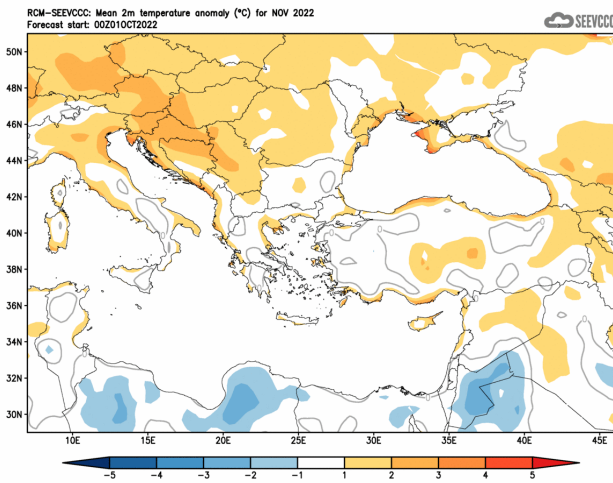 RCM-SEEVCCC: Mean 2m temperature anomaly (°C) for NOV 2022
Forecast start: 00Z01OCT2022
SEEVCCC
50N
48N
46N
44N
42N
40N
38N
36N
34N
32N
30N
10E 15E 20E 25E 30E 35E 40E 45E
-5 -4 -3 -2 -1 1 2 3 4 5